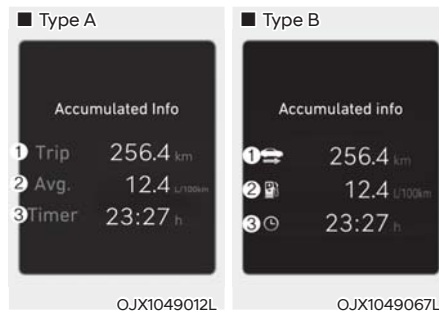 ■ Type A
Accumulated Info
① Trip 256.4 km
② Avg. 12.4 L/100km
③ Timer 23:27 h
OJX1049012L
■ Type B
Accumulated info
① 256.4 km
② 12.4 L/100km
③ 23:27 h
OJX1049067L